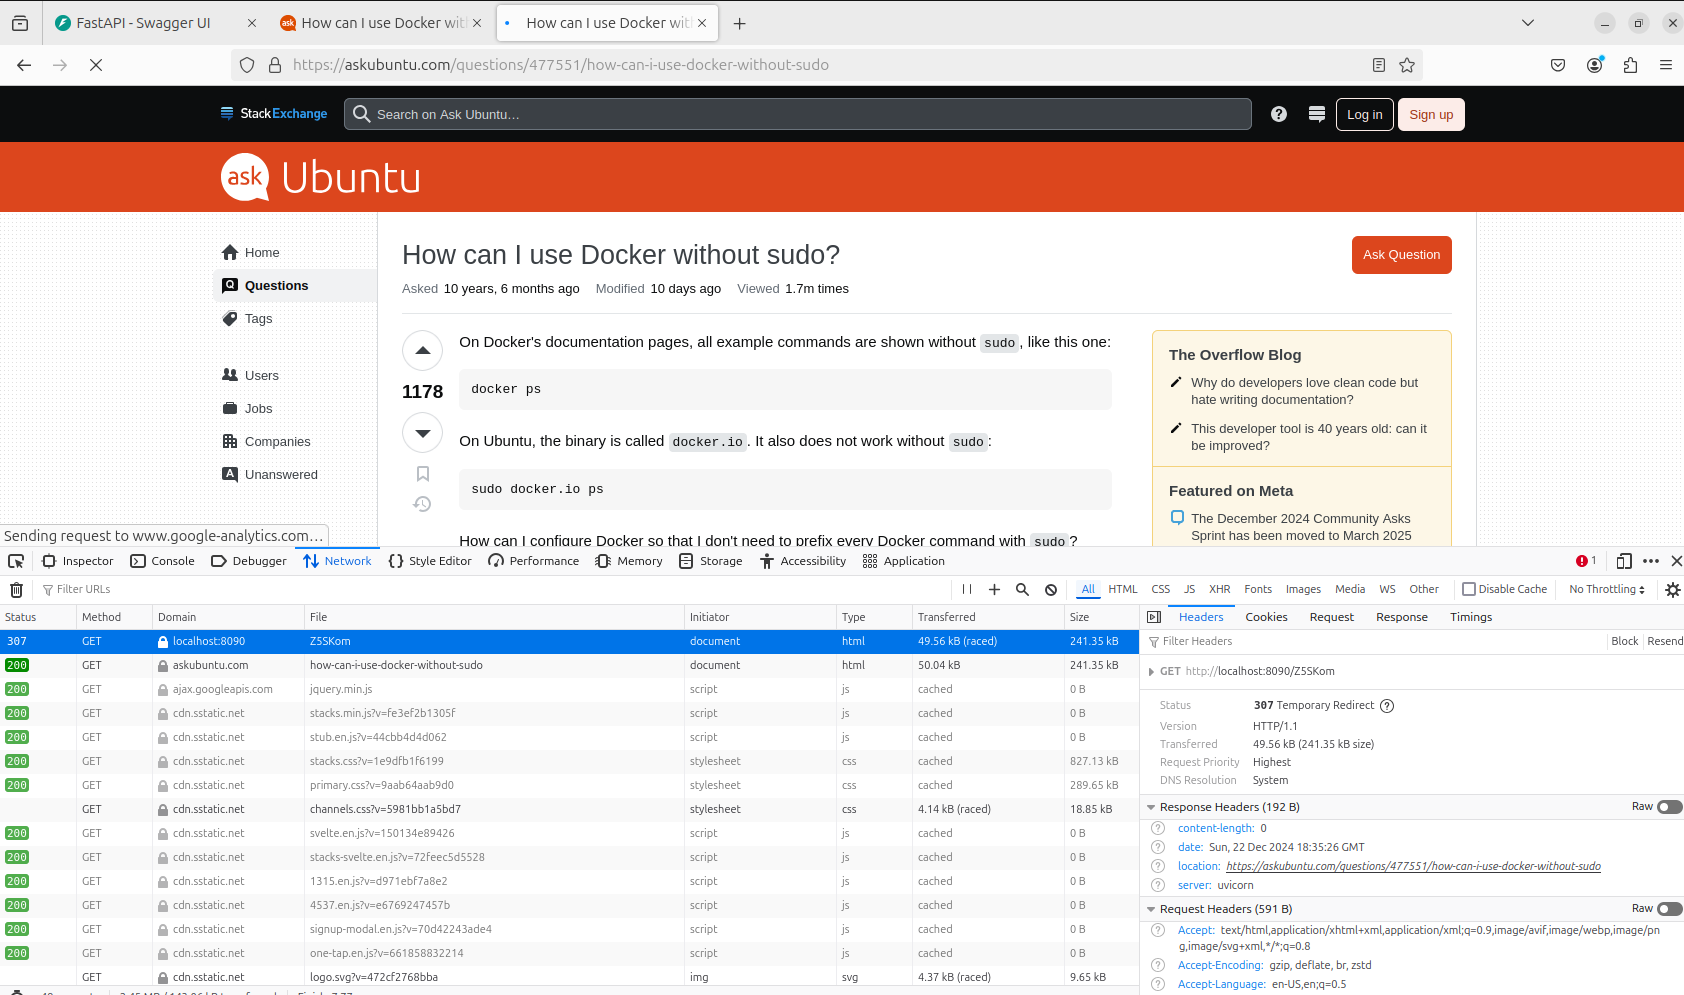 FastAPI - Swagger UI
How can I use Docker wit
How can I use Docker wit
https://askubuntu.com/questions/477551/how-can-i-use-docker-without-sudo
StackExchange
Search on Ask Ubuntu…
Log in
Sign up
ask Ubuntu
Home
Questions
Tags
Users
Jobs
Companies
Unanswered
How can I use Docker without sudo?
Ask Question
Asked 10 years, 6 months ago Modified 10 days ago Viewed 1.7m times
1178
On Docker's documentation pages, all example commands are shown without sudo, like this one:
docker ps
On Ubuntu, the binary is called docker.io. It also does not work without sudo:
sudo docker.io ps
How can I configure Docker so that I don't need to prefix every Docker command with sudo?
The Overflow Blog
Why do developers love clean code but
hate writing documentation?
This developer tool is 40 years old: can it
be improved?
Featured on Meta
The December 2024 Community Asks
Sprint has been moved to March 2025
Sending request to www.google-analytics.com…
Inspector Console Debugger Network Style Editor Performance Memory Storage Accessibility Application 1
Filter URLs
All HTML CSS JS XHR Fonts Images Media WS Other Disable Cache No Throttling
Status Method Domain File Initiator Type Transferred Size
307 GET localhost:8090 Z5SKom document html 49.56 kB (raced) 241.35 kB
200 GET askubuntu.com how-can-i-use-docker-without-sudo document html 50.04 kB 241.35 kB
200 GET ajax.googleapis.com jquery.min.js script js cached 0 B
200 GET cdn.sstatic.net stacks.min.js?v=fe3ef2b1305f script js cached 0 B
200 GET cdn.sstatic.net stub.en.js?v=44cbb4d4d062 script js cached 0 B
200 GET cdn.sstatic.net stacks.css?v=1e9dfb1f6199 stylesheet css cached 827.13 kB
200 GET cdn.sstatic.net primary.css?v=9aab64aab9d0 stylesheet css cached 289.65 kB
GET cdn.sstatic.net channels.css?v=5981bb1a5bd7 stylesheet css 4.14 kB (raced) 18.85 kB
200 GET cdn.sstatic.net svelte.en.js?v=150134e89426 script js cached 0 B
200 GET cdn.sstatic.net stacks-svelte.en.js?v=72feec5d5528 script js cached 0 B
200 GET cdn.sstatic.net 1315.en.js?v=d971ebf7a8e2 script js cached 0 B
200 GET cdn.sstatic.net 4537.en.js?v=e6769247457b script js cached 0 B
200 GET cdn.sstatic.net signup-modal.en.js?v=70d42243ade4 script js cached 0 B
200 GET cdn.sstatic.net one-tap.en.js?v=661858832214 script js cached 0 B
GET cdn.sstatic.net logo.svg?v=472cf2768bba img svg 4.37 kB (raced) 9.65 kB
Headers Cookies Request Response Timings
Filter Headers Block Resend
GET http://localhost:8090/Z5SKom
Status 307 Temporary Redirect
Version HTTP/1.1
Transferred 49.56 kB (241.35 kB size)
Request Priority Highest
DNS Resolution System
Response Headers (192 B) Raw
content-length: 0
date: Sun, 22 Dec 2024 18:35:26 GMT
location: https://askubuntu.com/questions/477551/how-can-i-use-docker-without-sudo
server: uvicorn
Request Headers (591 B) Raw
Accept: text/html,application/xhtml+xml,application/xml;q=0.9,image/avif,image/webp,image/pn
g,image/svg+xml,*/*;q=0.8
Accept-Encoding: gzip, deflate, br, zstd
Accept-Language: en-US,en;q=0.5